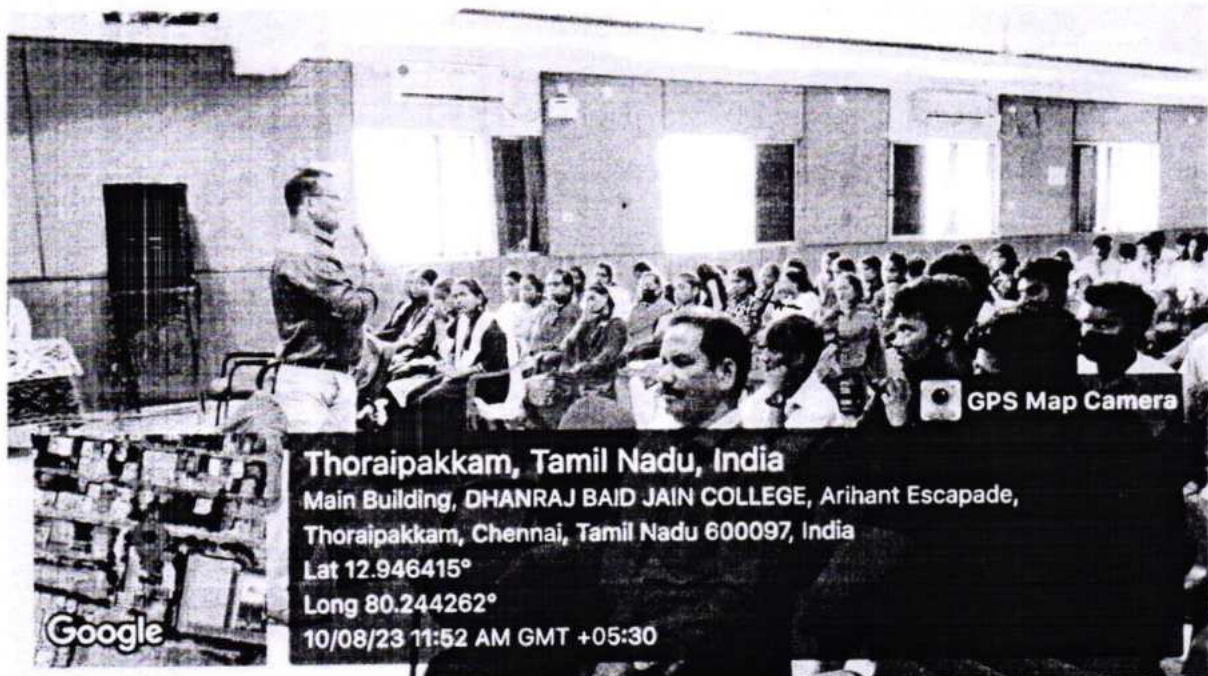 GPS Map Camera
Thoraipakkam, Tamil Nadu, India
Main Building, DHANRAJ BAID JAIN COLLEGE, Arihant Escapade,
Thoraipakkam, Chennai, Tamil Nadu 600097, India
Lat 12.946415°
Long 80.244262°
10/08/23 11:52 AM GMT +05:30
Google